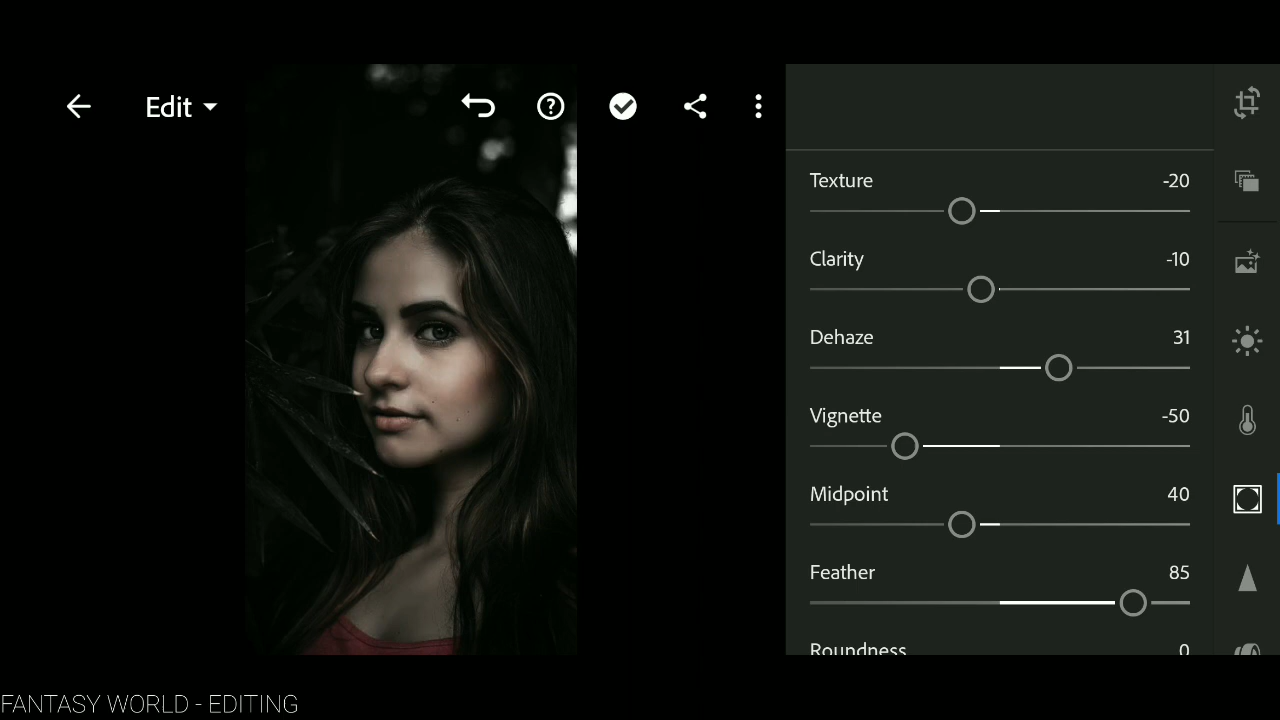 Edit
Texture -20
Clarity -10
Dehaze 31
Vignette -50
Midpoint 40
Feather 85
Roundness 0
FANTASY WORLD - EDITING